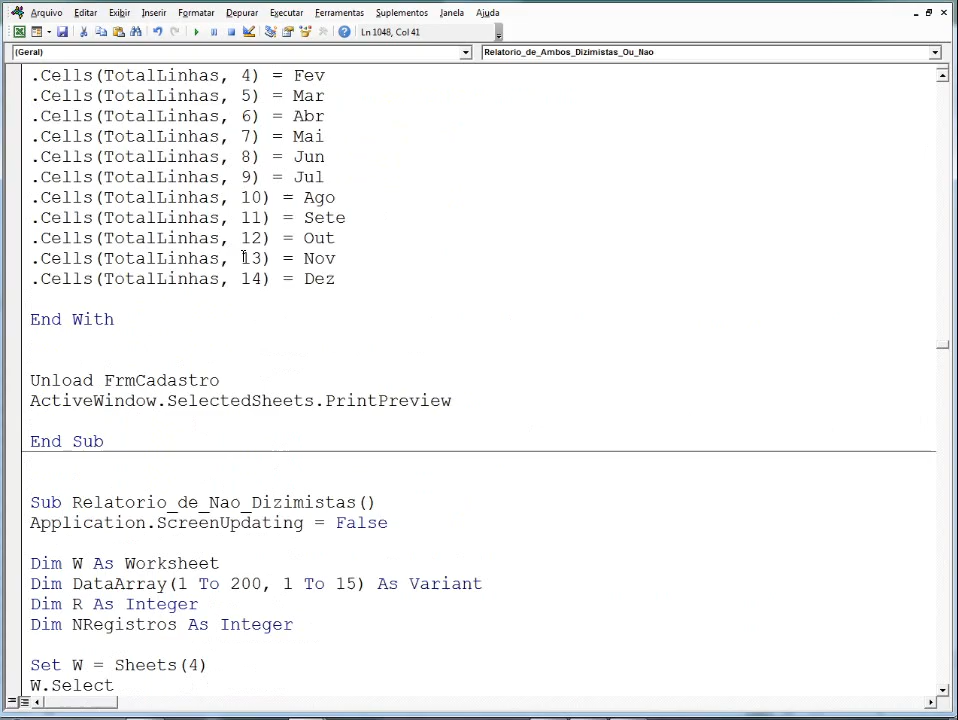 Arquivo Editar Exibir Inserir Formatar Depurar Executar Ferramentas Suplementos Janela Ajuda
Ln 1048, Col 41
(Geral) Relatorio_de_Ambos_Dizimistas_Ou_Nao
.Cells(TotalLinhas, 4) = Fev
.Cells(TotalLinhas, 5) = Mar
.Cells(TotalLinhas, 6) = Abr
.Cells(TotalLinhas, 7) = Mai
.Cells(TotalLinhas, 8) = Jun
.Cells(TotalLinhas, 9) = Jul
.Cells(TotalLinhas, 10) = Ago
.Cells(TotalLinhas, 11) = Sete
.Cells(TotalLinhas, 12) = Out
.Cells(TotalLinhas, 13) = Nov
.Cells(TotalLinhas, 14) = Dez
End With
Unload FrmCadastro
ActiveWindow.SelectedSheets.PrintPreview
End Sub
Sub Relatorio_de_Nao_Dizimistas()
Application.ScreenUpdating = False
Dim W As Worksheet
Dim DataArray(1 To 200, 1 To 15) As Variant
Dim R As Integer
Dim NRegistros As Integer
Set W = Sheets(4)
W.Select